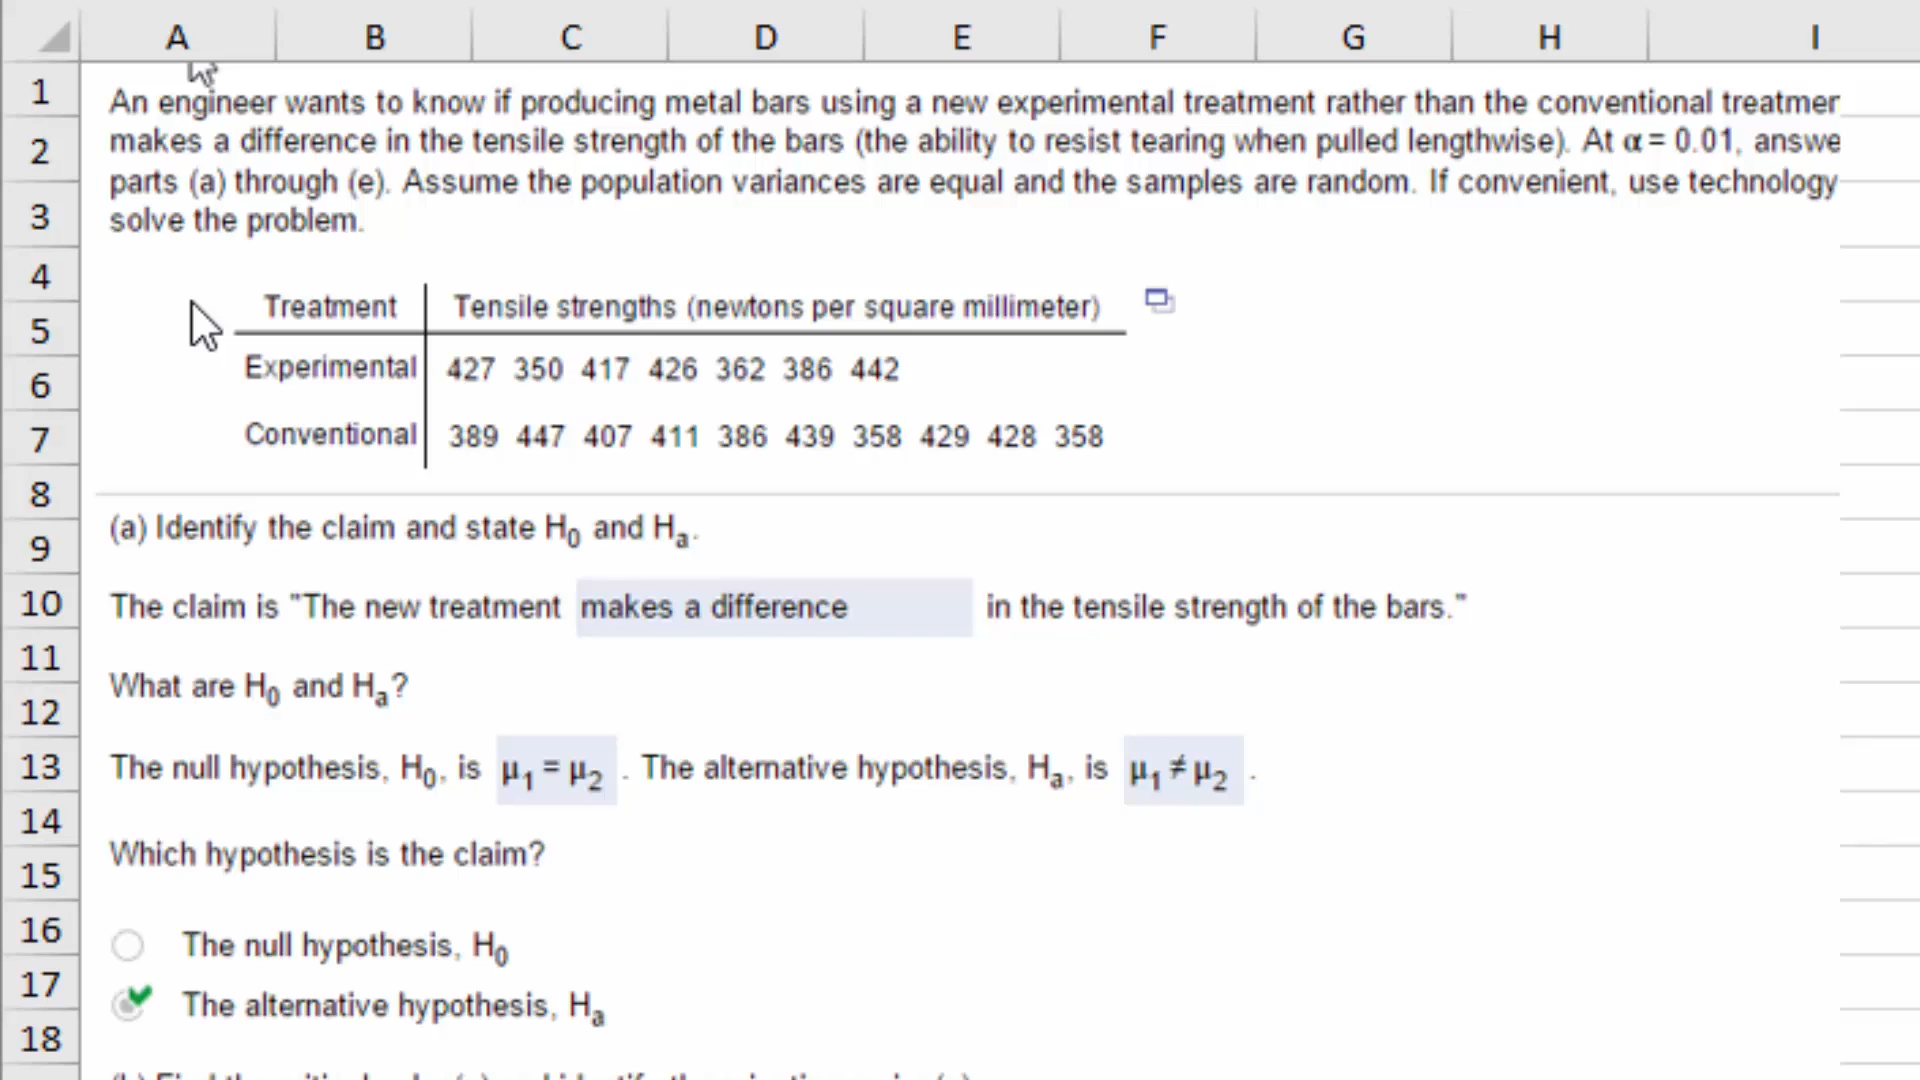 A B C D E F G H I
1
2
3
4
5
6
7
8
9
10
11
12
13
14
15
16
17
18
An engineer wants to know if producing metal bars using a new experimental treatment rather than the conventional
makes a difference in the tensile strength of the bars (the ability to resist tearing when pulled lengthwise). At α = 0.01,
parts (a) through (e). Assume the population variances are equal and the samples are random. If convenient, use technology
solve the problem.
Treatment Tensile strengths (newtons per square millimeter)
Experimental 427 350 417 426 362 386 442
Conventional 389 447 407 411 386 439 358 429 428 358
(a) Identify the claim and state H0 and Ha.
The claim is "The new treatment makes a difference in the tensile strength of the bars."
What are H0 and Ha?
The null hypothesis, H0, is μ1 = μ2 . The alternative hypothesis, Ha, is μ1 ≠ μ2 .
Which hypothesis is the claim?
The null hypothesis, H0
The alternative hypothesis, Ha